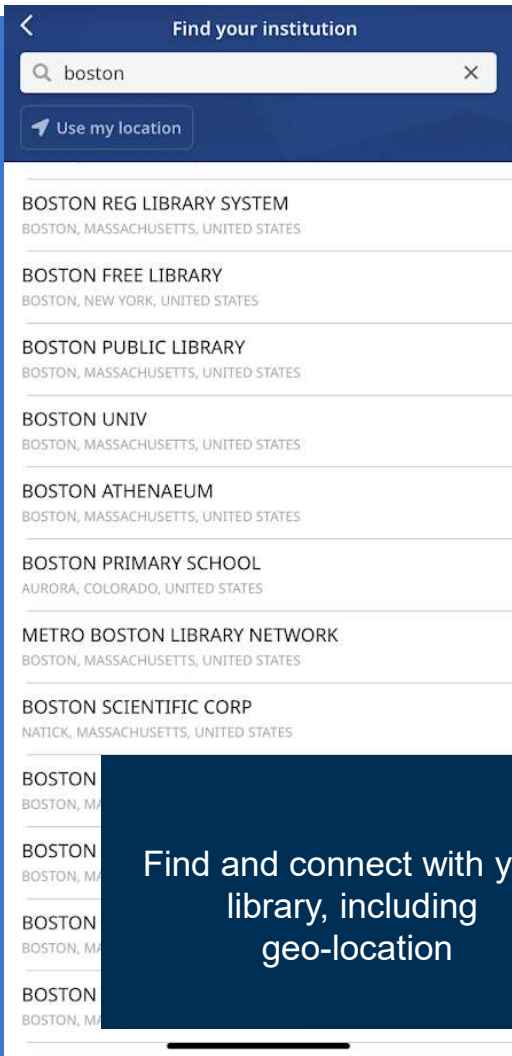 Find your institution
boston
Use my location
BOSTON REG LIBRARY SYSTEM
BOSTON, MASSACHUSETTS, UNITED STATES
BOSTON FREE LIBRARY
BOSTON, NEW YORK, UNITED STATES
BOSTON PUBLIC LIBRARY
BOSTON, MASSACHUSETTS, UNITED STATES
BOSTON UNIV
BOSTON, MASSACHUSETTS, UNITED STATES
BOSTON ATHENAEUM
BOSTON, MASSACHUSETTS, UNITED STATES
BOSTON PRIMARY SCHOOL
AURORA, COLORADO, UNITED STATES
METRO BOSTON LIBRARY NETWORK
BOSTON, MASSACHUSETTS, UNITED STATES
BOSTON SCIENTIFIC CORP
NATICK, MASSACHUSETTS, UNITED STATES
BOSTON
BOSTON,
BOSTON
BOSTON,
BOSTON
BOSTON,
BOSTON
BOSTON,
Find and connect with
library, including
geo-location